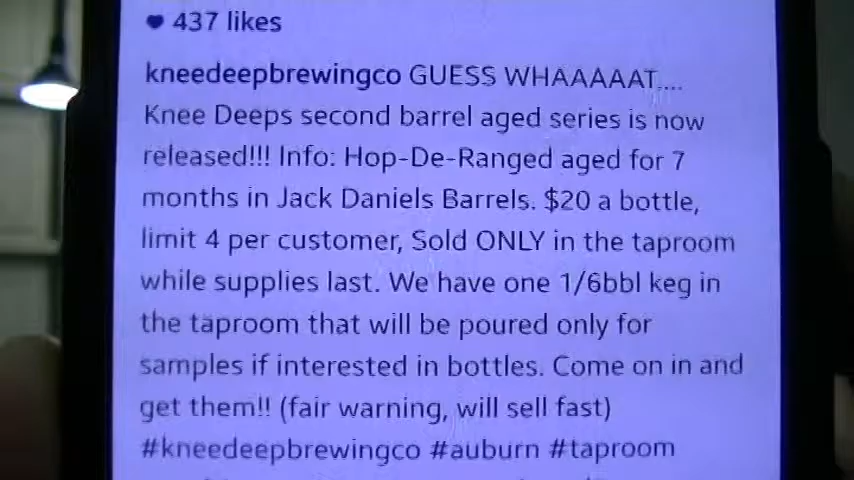 437 likes
kneedeepbrewingco GUESS WHAAAAAT....
Knee Deeps second barrel aged series is now
released!!! Info: Hop-De-Ranged aged for 7
months in Jack Daniels Barrels. $20 a bottle,
limit 4 per customer, Sold ONLY in the taproom
while supplies last. We have one 1/6bbl keg in
the taproom that will be poured only for
samples if interested in bottles. Come on in and
get them!! (fair warning, will sell fast)
#kneedeepbrewingco #auburn #taproom